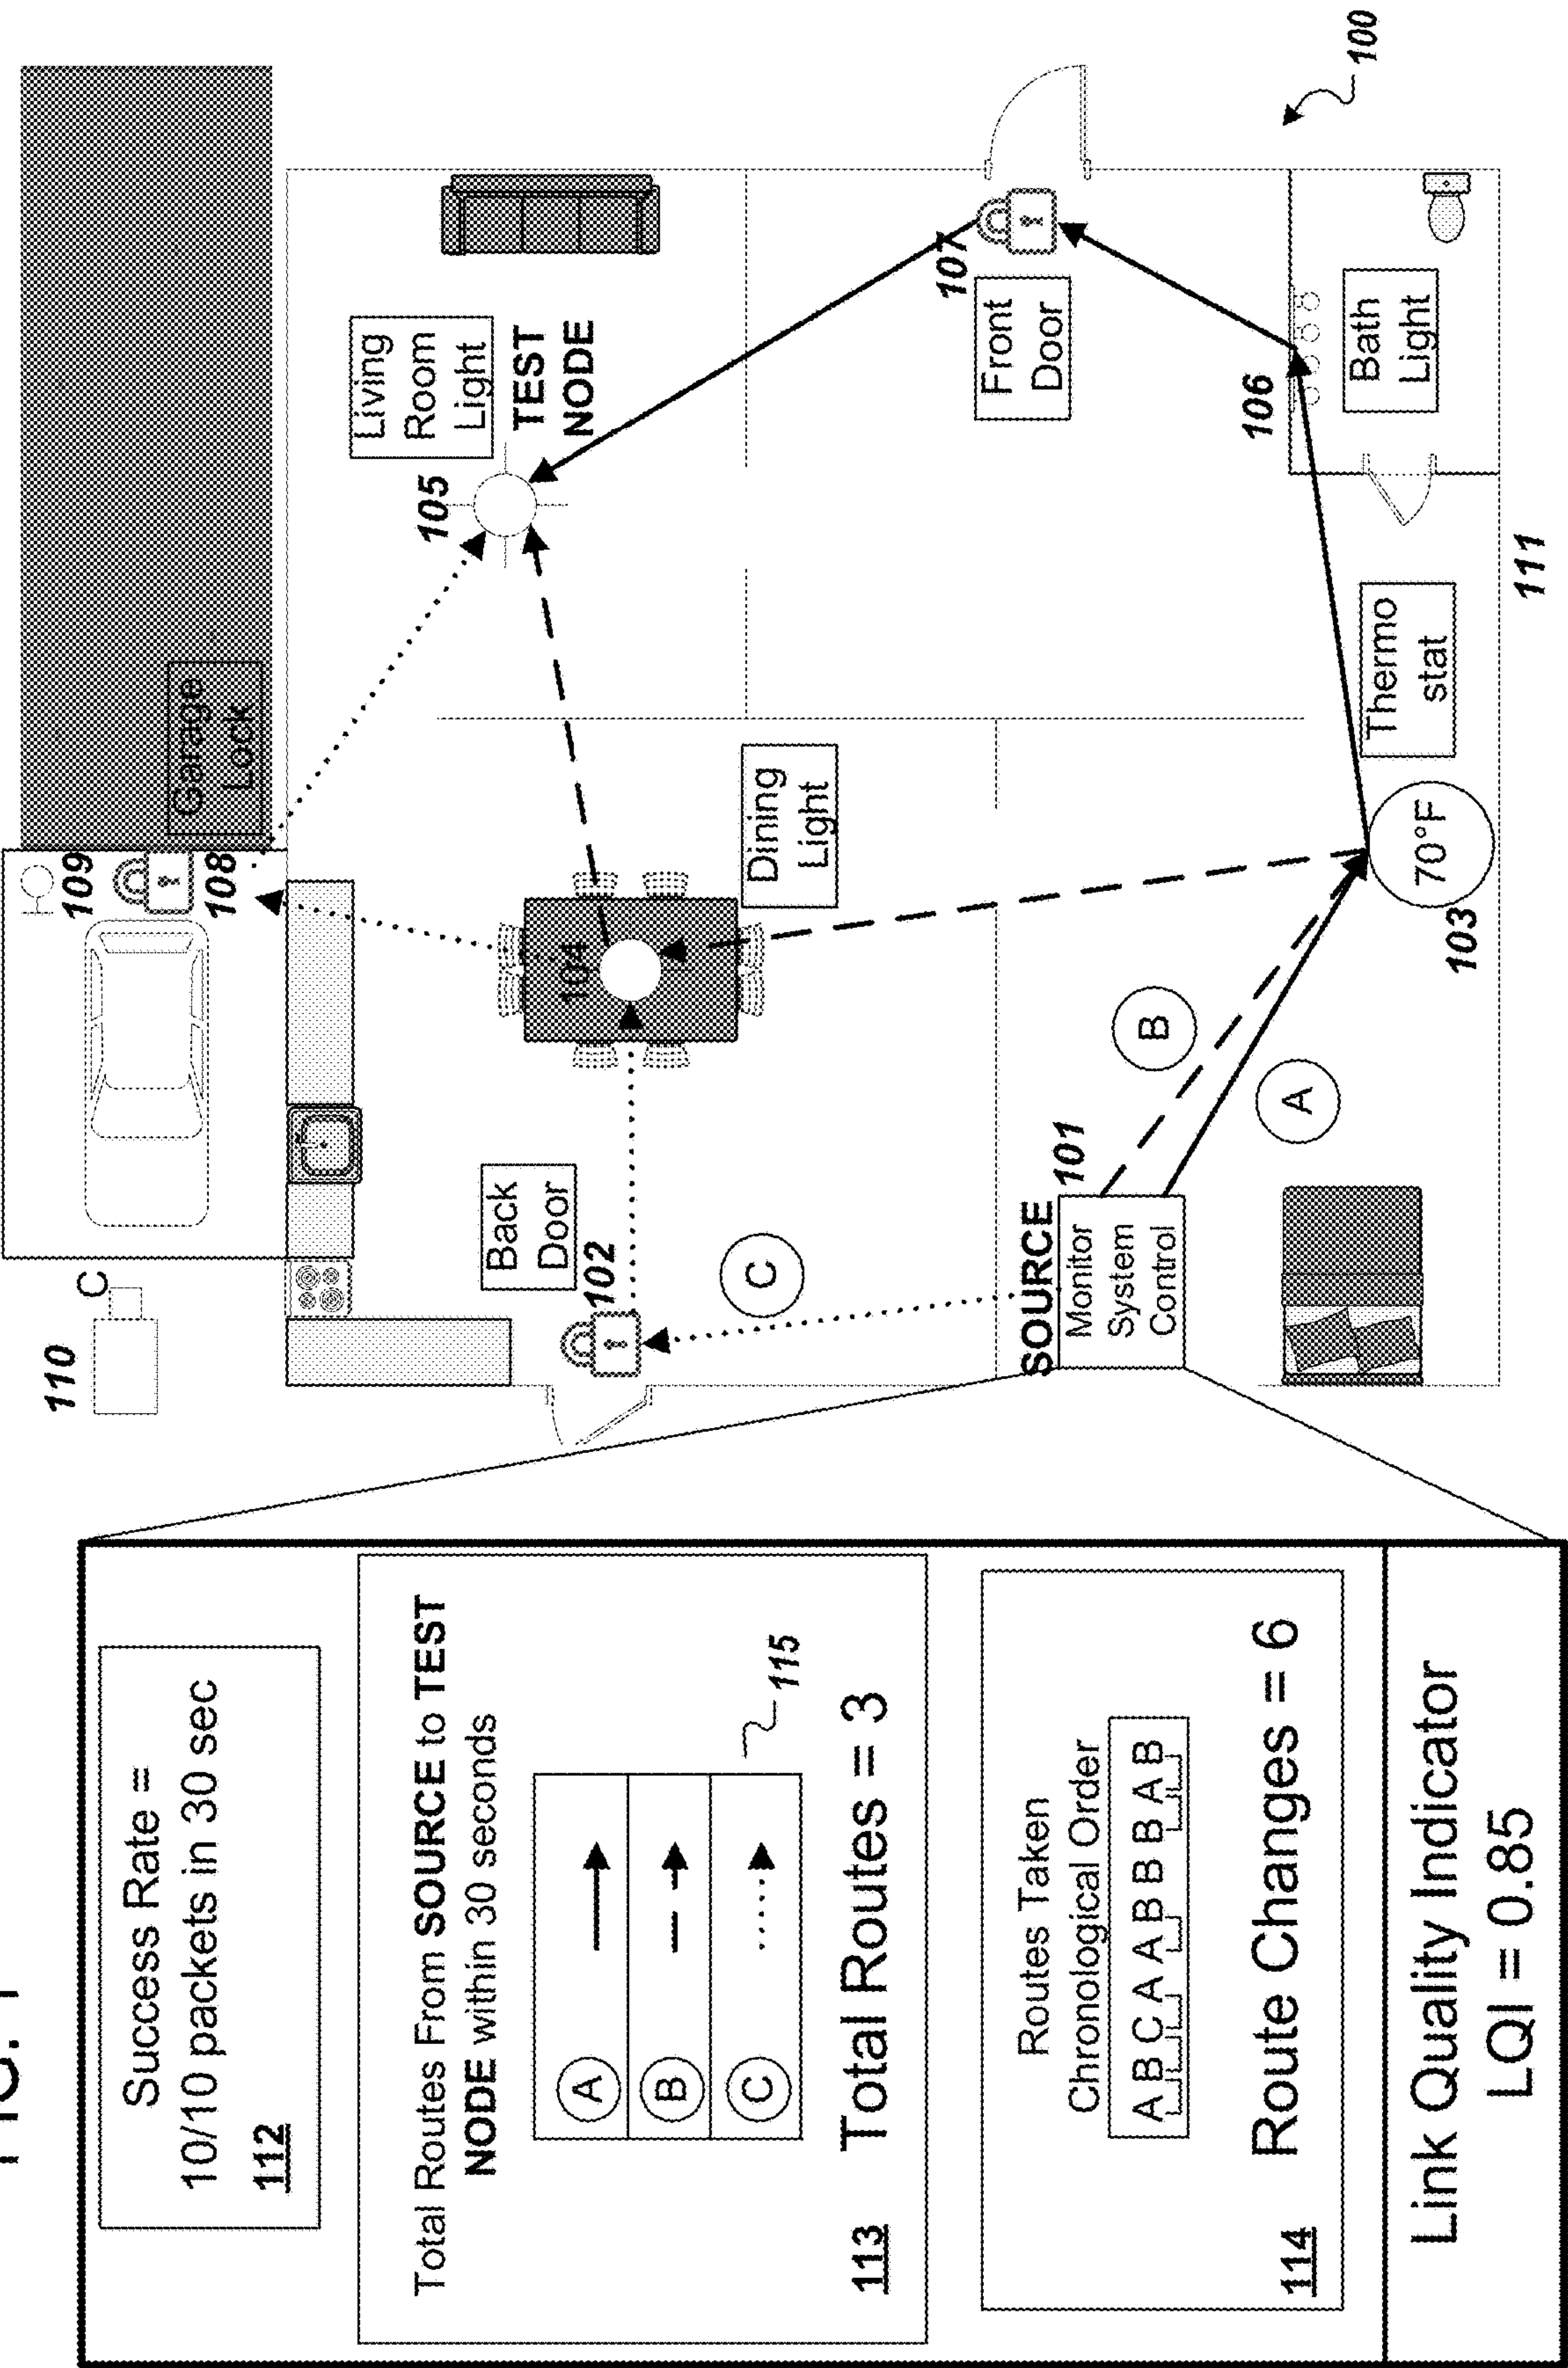 Success Rate =
10/10 packets in 30 sec
112
Total Routes From SOURCE to TEST
NODE within 30 seconds
A
B
C
115
113
Total Routes = 3
Routes Taken
Chronological Order
A B C A A B B B A B
114
Route Changes = 6
Link Quality Indicator
LQI = 0.85
110
C
109
108
Garage
Lock
Back
Door
102
C
104
Dining
Light
105
Living
Room
Light
TEST
NODE
SOURCE
101
Monitor
System
Control
B
A
107
Front
Door
106
Bath
Light
Thermo
stat
70°F
103
111
100